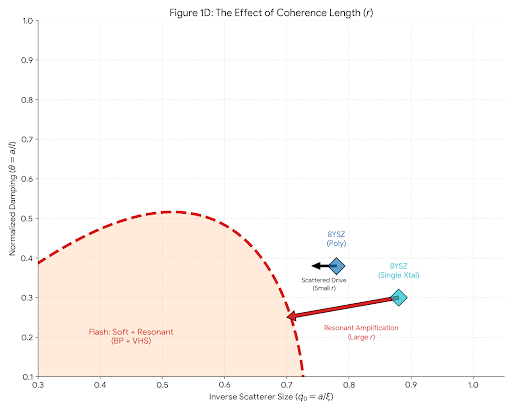 Figure 1D: The Effect of Coherence Length (r)
1.0
0.9
0.8
0.7
0.6
0.5
0.4
0.3
0.2
0.1
Normalized Damping (θ = a/l)
8YSZ
(Poly)
8YSZ
(Single Xtal)
Scattered Drive
(Small r)
Resonant Amplification
(Large r)
Flash: Soft + Resonant
(BP + VHS)
0.3
0.4
0.5
0.6
0.7
0.8
0.9
1.0
Inverse Scatterer Size (q₀ = a/ξ)